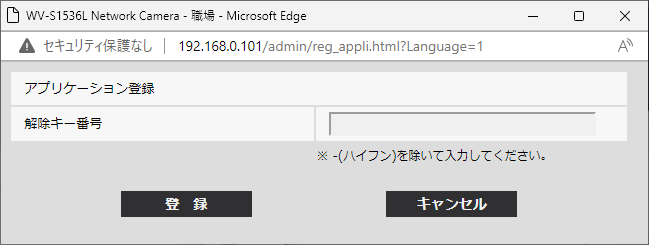 WV-S1536L Network Camera - 職場 - Microsoft Edge
セキュリティ保護なし 192.168.0.101/admin/reg_appli.html?Language=1
アプリケーション登録
解除キー番号
※ -(ハイフン)を除いて入力してください。
登 録 キャンセル